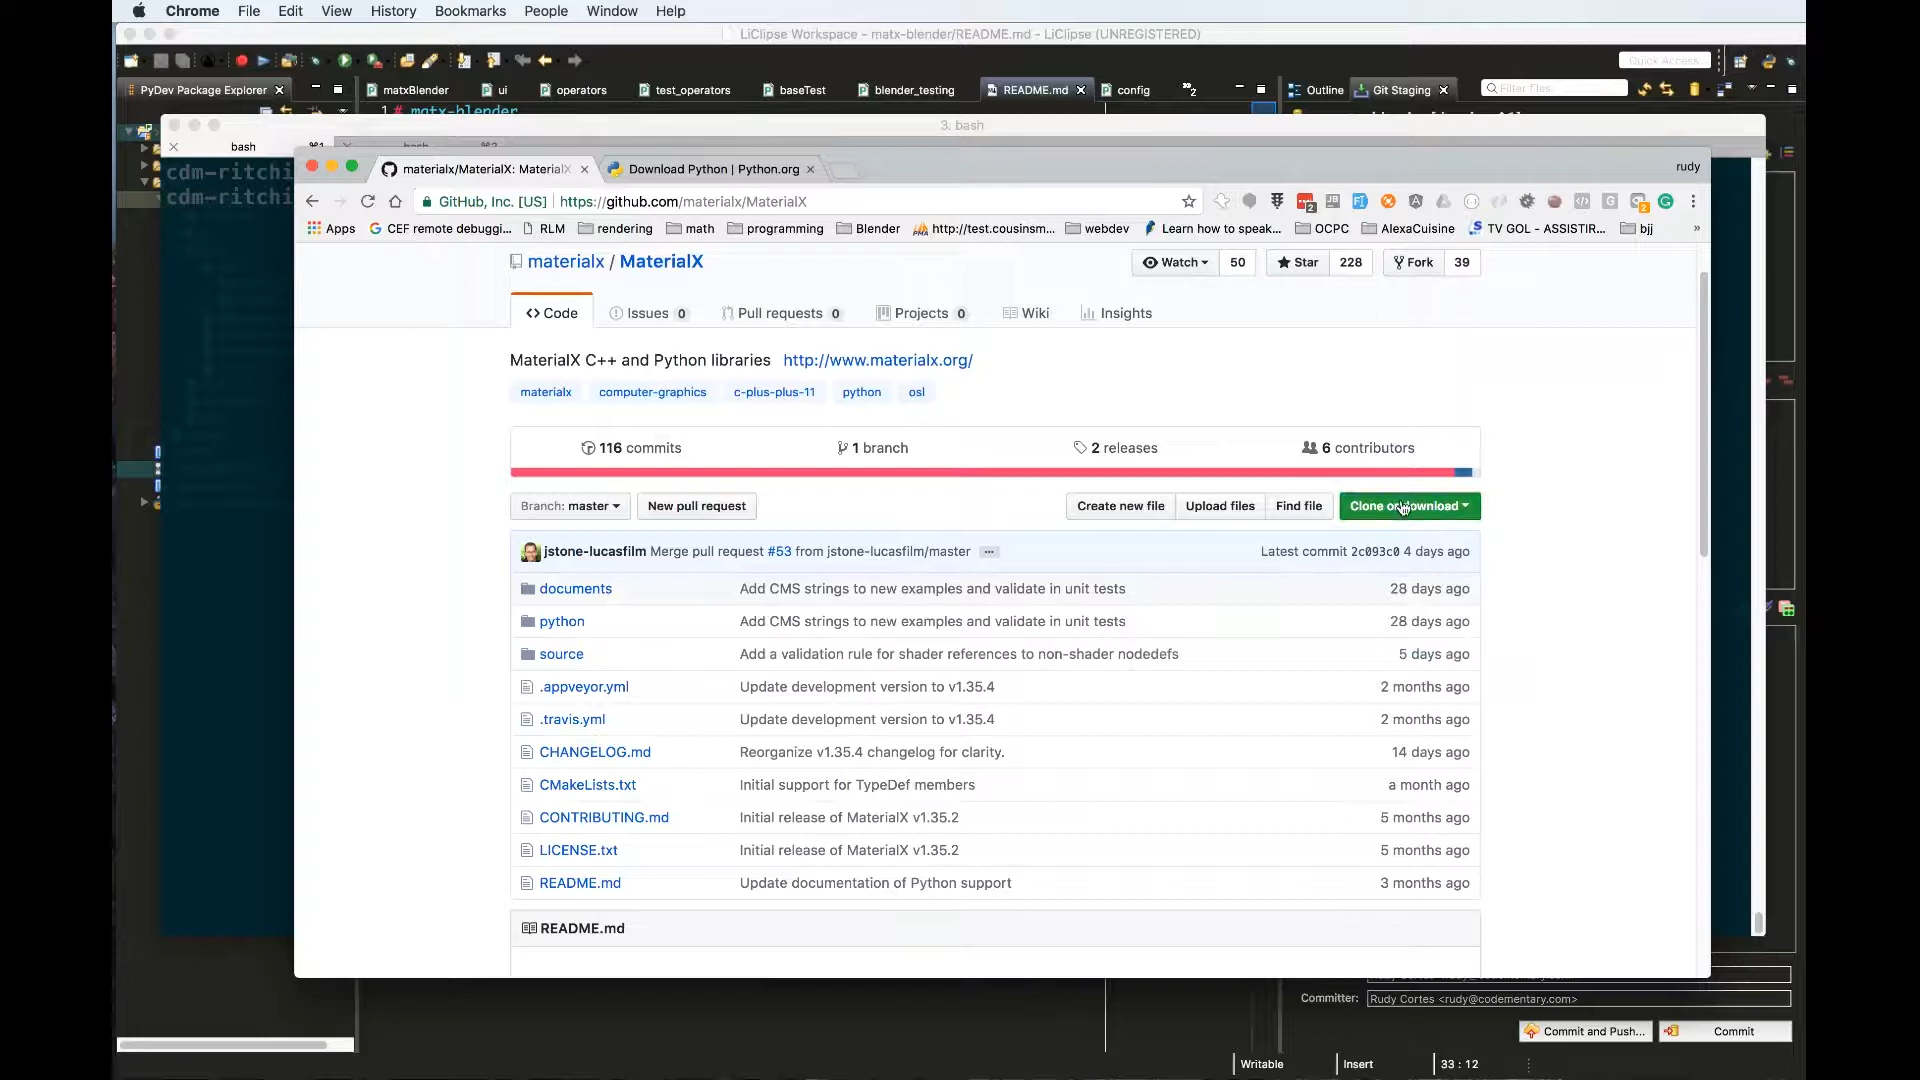 Chrome File Edit View History Bookmarks People Window Help
LiClipse Workspace - matx-blender/README.md - LiClipse (UNREGISTERED)
Quick Access
PyDev Package Explorer
matxBlender ui operators test_operators baseTest blender_testing README.md config
Outline Git Staging Filter files
1 # matx-blender
3. bash
bash ⌘1 bash ⌘2
cdm-ritchi
cdm-ritchi
materialx/MaterialX: MaterialX Download Python | Python.org rudy
GitHub, Inc. [US] https://github.com/materialx/MaterialX
Apps CEF remote debuggi... RLM rendering math programming Blender http://test.cousinsm... webdev Learn how to speak... OCPC AlexaCuisine TV GOL - ASSISTIR... bjj »
materialx / MaterialX
Watch 50 Star 228 Fork 39
Code Issues 0 Pull requests 0 Projects 0 Wiki Insights
MaterialX C++ and Python libraries http://www.materialx.org/
materialx computer-graphics c-plus-plus-11 python osl
116 commits 1 branch 2 releases 6 contributors
Branch: master New pull request Create new file Upload files Find file Clone or download
jstone-lucasfilm Merge pull request #53 from jstone-lucasfilm/master ... Latest commit 2c093c0 4 days ago
documents Add CMS strings to new examples and validate in unit tests 28 days ago
python Add CMS strings to new examples and validate in unit tests 28 days ago
source Add a validation rule for shader references to non-shader nodedefs 5 days ago
.appveyor.yml Update development version to v1.35.4 2 months ago
.travis.yml Update development version to v1.35.4 2 months ago
CHANGELOG.md Reorganize v1.35.4 changelog for clarity. 14 days ago
CMakeLists.txt Initial support for TypeDef members a month ago
CONTRIBUTING.md Initial release of MaterialX v1.35.2 5 months ago
LICENSE.txt Initial release of MaterialX v1.35.2 5 months ago
README.md Update documentation of Python support 3 months ago
README.md
Committer: Rudy Cortes <rudy@codementary.com>
Commit and Push... Commit
Writable Insert 33 : 12